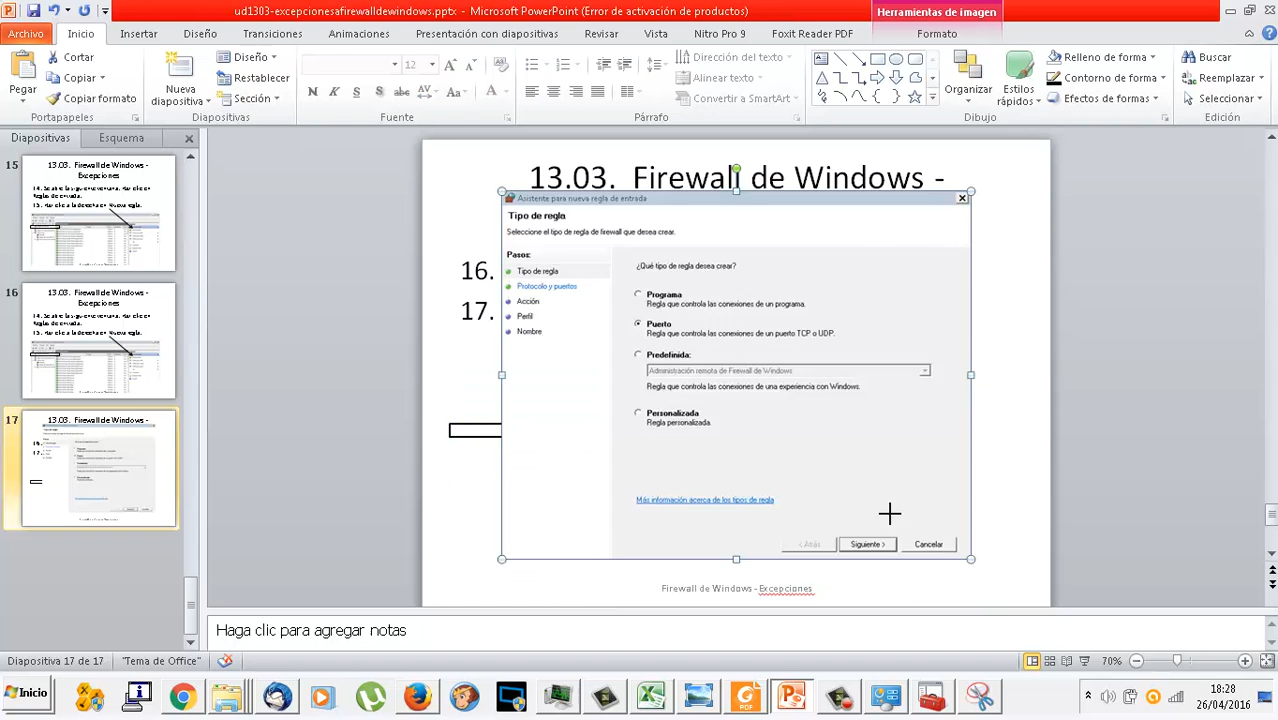 ud1303-excepcionesafirewalldewindows.pptx - Microsoft PowerPoint (Error de activación de productos)
Herramientas de imagen
Archivo Inicio Insertar Diseño Transiciones Animaciones Presentación con diapositivas Revisar Vista Nitro Pro 9 Foxit Reader PDF Formato
Cortar
Copiar
Copiar formato
Pegar
Portapapeles
Nueva
diapositiva
Diseño
Restablecer
Sección
Diapositivas
12
N K S S abc AV Aa A
Fuente
Dirección del texto
Alinear texto
Convertir a SmartArt
Párrafo
Organizar
Estilos
rápidos
Relleno de forma
Contorno de forma
Efectos de formas
Dibujo
Buscar
Reemplazar
Seleccionar
Edición
Diapositivas Esquema
15
13.03. Firewall de Windows -
Excepciones
16
13.03. Firewall de Windows -
Excepciones
17
13.03. Firewall de Windows -
13.03. Firewall de Windows -
16.
17.
Asistente para nueva regla de entrada
Tipo de regla
Seleccione el tipo de regla de firewall que desea crear.
Pasos:
Tipo de regla
Protocolo y puertos
Acción
Perfil
Nombre
¿Qué tipo de regla desea crear?
Programa
Regla que controla las conexiones de un programa.
Puerto
Regla que controla las conexiones de un puerto TCP o UDP.
Predefinida:
Administración remota de Firewall de Windows
Regla que controla las conexiones de una experiencia con Windows.
Personalizada
Regla personalizada.
Más información acerca de los tipos de regla
< Atrás Siguiente > Cancelar
Firewall de Windows - Excepciones
Haga clic para agregar notas
Diapositiva 17 de 17 "Tema de Office" 70%
Inicio
PDF
18:28
26/04/2016